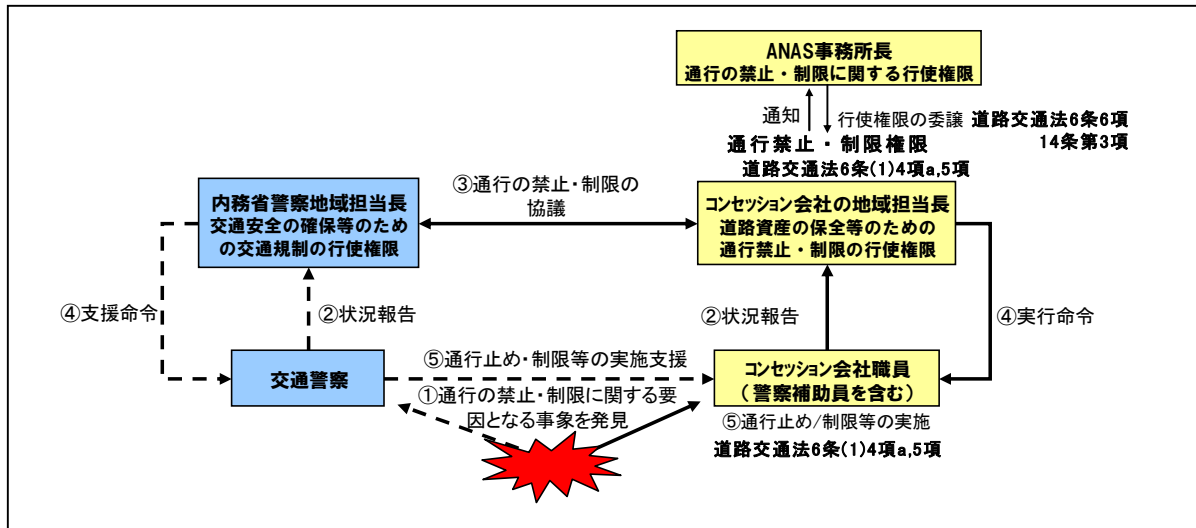 ANAS事務所長
通行の禁止・制限に関する行使権限
通知
行使権限の委譲 道路交通法6条6項
14条第3項
通行禁止・制限権限
道路交通法6条(1)4項a,5項
③通行の禁止・制限の
協議
内務省警察地域担当長
交通安全の確保等のため
の交通規制の行使権限
コンセッション会社の地域担当長
道路資産の保全等のための
通行禁止・制限の行使権限
④支援命令
②状況報告
②状況報告
④実行命令
交通警察
⑤通行止め・制限等の実施支援
①通行の禁止・制限に関する要
因となる事象を発見
コンセッション会社職員
(警察補助員を含む)
⑤通行止め/制限等の実施
道路交通法6条(1)4項a,5項